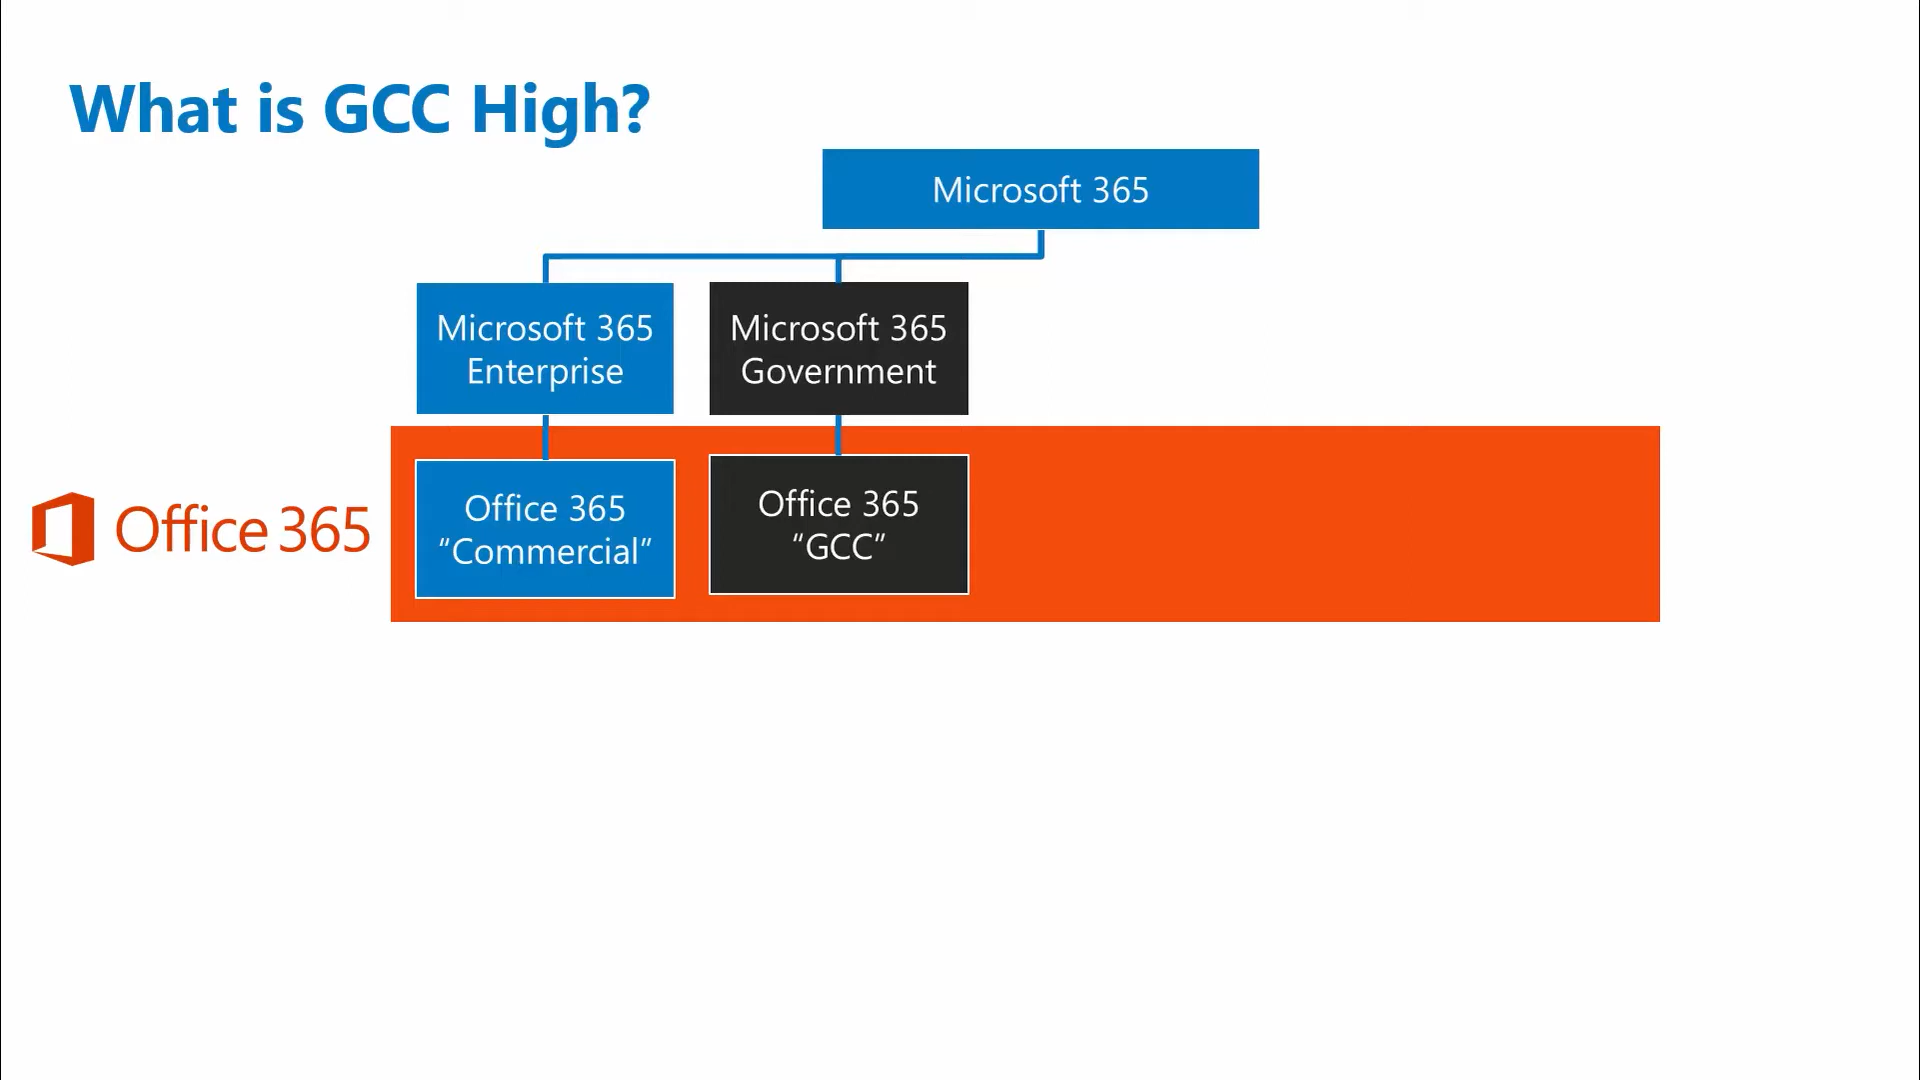 What is GCC High?
Microsoft 365
Microsoft 365
Enterprise
Microsoft 365
Government
Office 365
Office 365
“Commercial”
Office 365
“GCC”